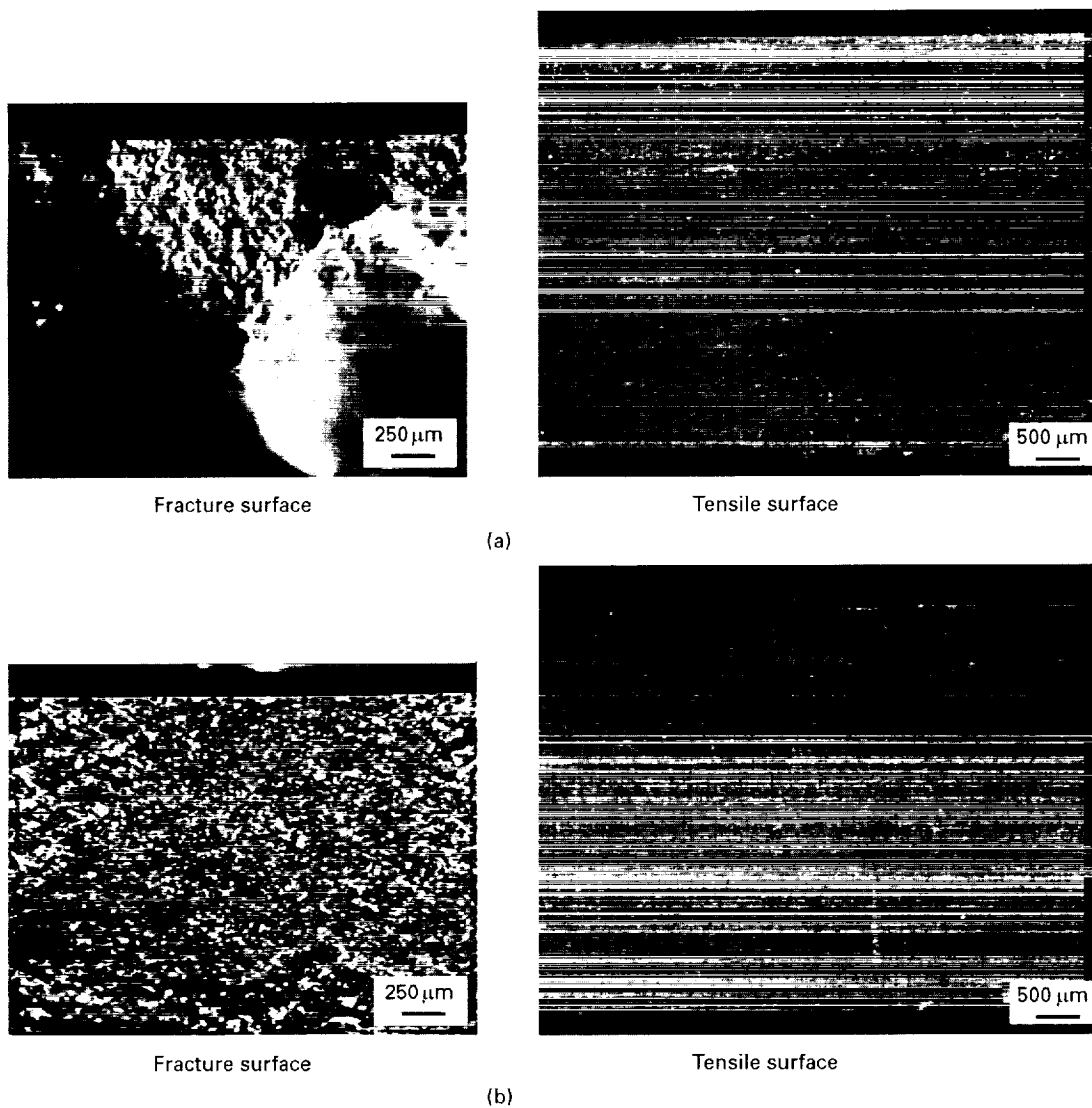 250 μm
500 μm
Fracture surface
Tensile surface
(a)
250 μm
500 μm
Fracture surface
Tensile surface
(b)